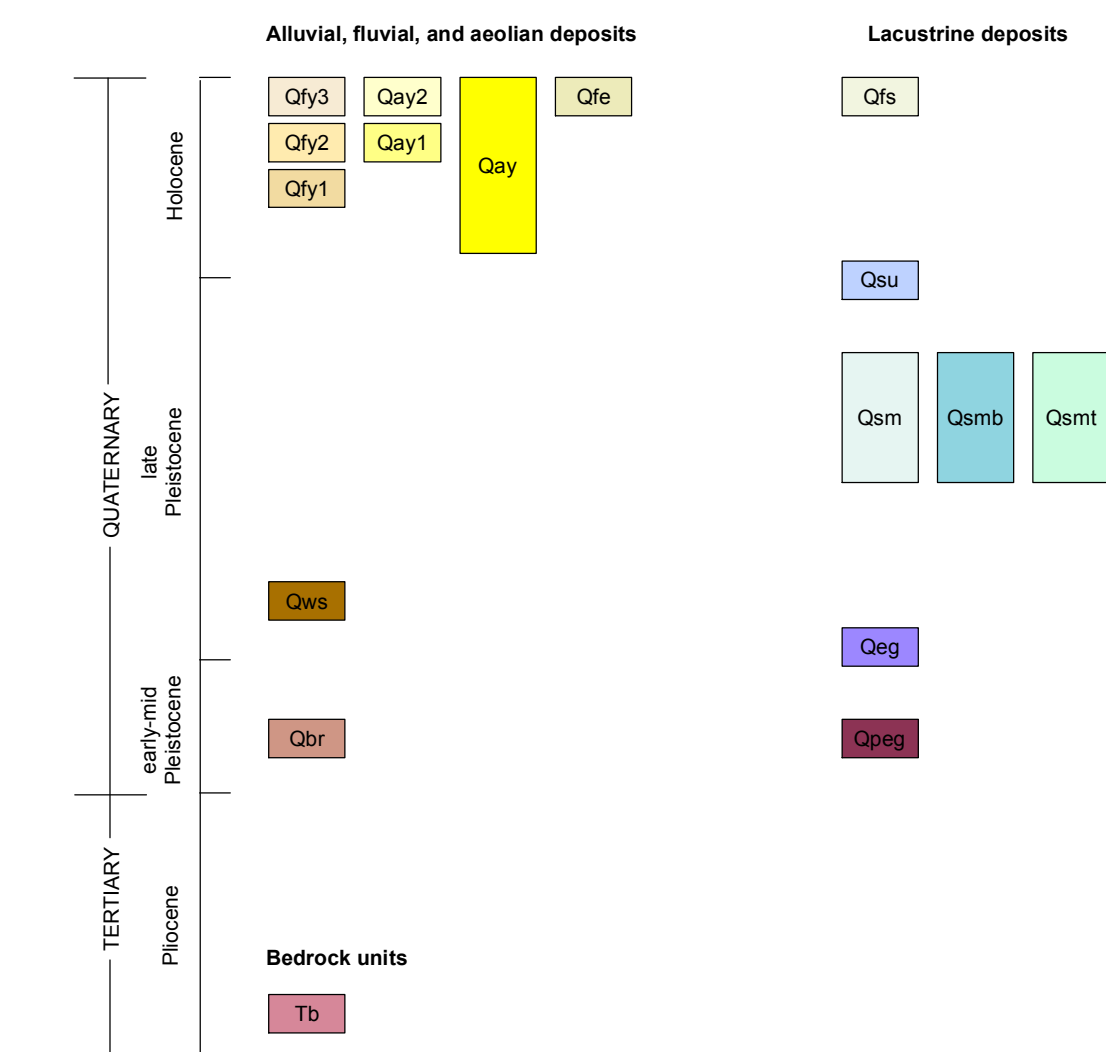 Alluvial, fluvial, and aeolian deposits
Lacustrine deposits
Qfy3
Qay2
Qay
Qfe
Qfs
Qfy2
Qay1
Qfy1
Holocene
Qsu
QUATERNARY
late
Pleistocene
Qsm
Qsmb
Qsmt
Qws
Qeg
early-mid
Pleistocene
Qbr
Qpeg
TERTIARY
Pliocene
Bedrock units
Tb